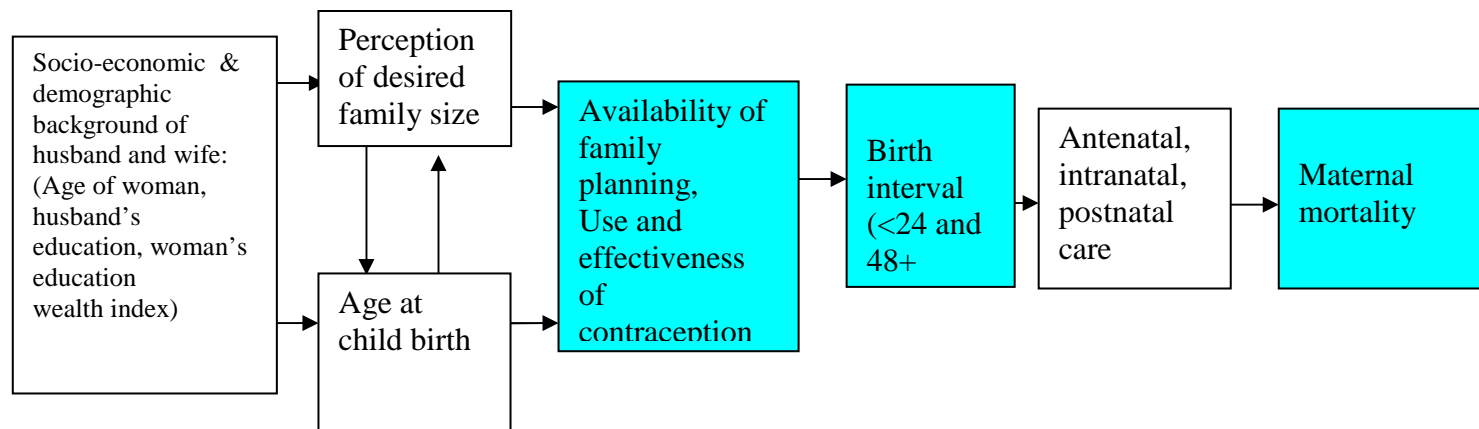 Socio-economic &
demographic
background of
husband and wife:
(Age of woman,
husband's
education, woman's
education
wealth index)
Perception
of desired
family size
Age at
child birth
Availability of
family
planning,
Use and
effectiveness
of
contraception
Birth
interval
(<24 and
48+
Antenatal,
intranatal,
postnatal
care
Maternal
mortality